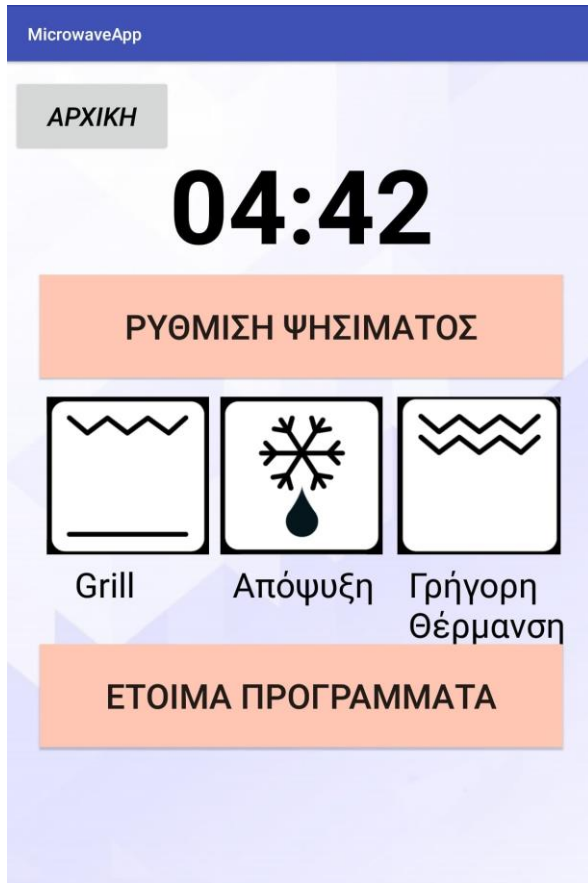 MicrowaveApp
ΑΡΧΙΚΗ
04:42
ΡΥΘΜΙΣΗ ΨΗΣΙΜΑΤΟΣ
Grill
Απόψυξη
Γρήγορη
Θέρμανση
ΕΤΟΙΜΑ ΠΡΟΓΡΑΜΜΑΤΑ